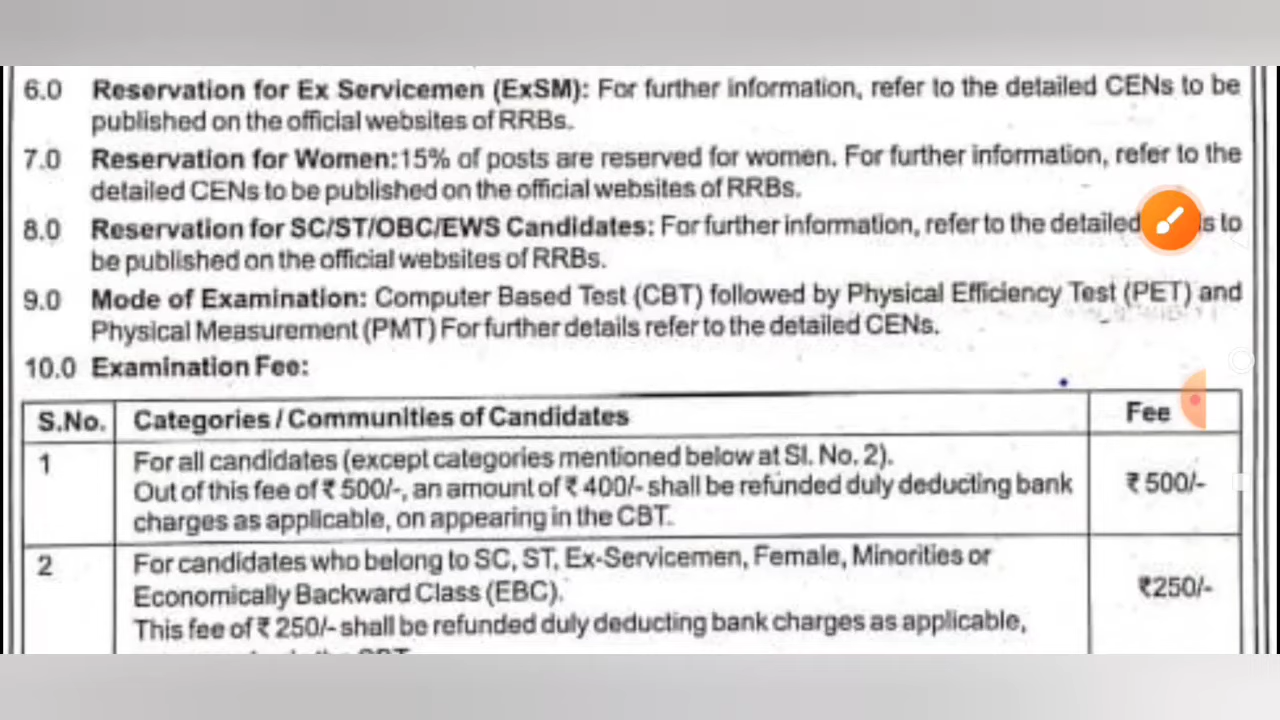 6.0 Reservation for Ex Servicemen (ExSM): For further information, refer to the detailed CENs to be
published on the official websites of RRBs.
7.0 Reservation for Women:15% of posts are reserved for women. For further information, refer to the
detailed CENs to be published on the official websites of RRBs.
8.0 Reservation for SC/ST/OBC/EWS Candidates: For further information, refer to the detailed s to
be published on the official websites of RRBs.
9.0 Mode of Examination: Computer Based Test (CBT) followed by Physical Efficiency Test (PET) and
Physical Measurement (PMT) For further details refer to the detailed CENs.
10.0 Examination Fee:
S.No. Categories / Communities of Candidates Fee
1 For all candidates (except categories mentioned below at Sl. No. 2).
Out of this fee of ₹ 500/-, an amount of ₹ 400/- shall be refunded duly deducting bank
charges as applicable, on appearing in the CBT.
₹ 500/-
2 For candidates who belong to SC, ST, Ex-Servicemen, Female, Minorities or
Economically Backward Class (EBC).
This fee of ₹ 250/- shall be refunded duly deducting bank charges as applicable,
₹250/-